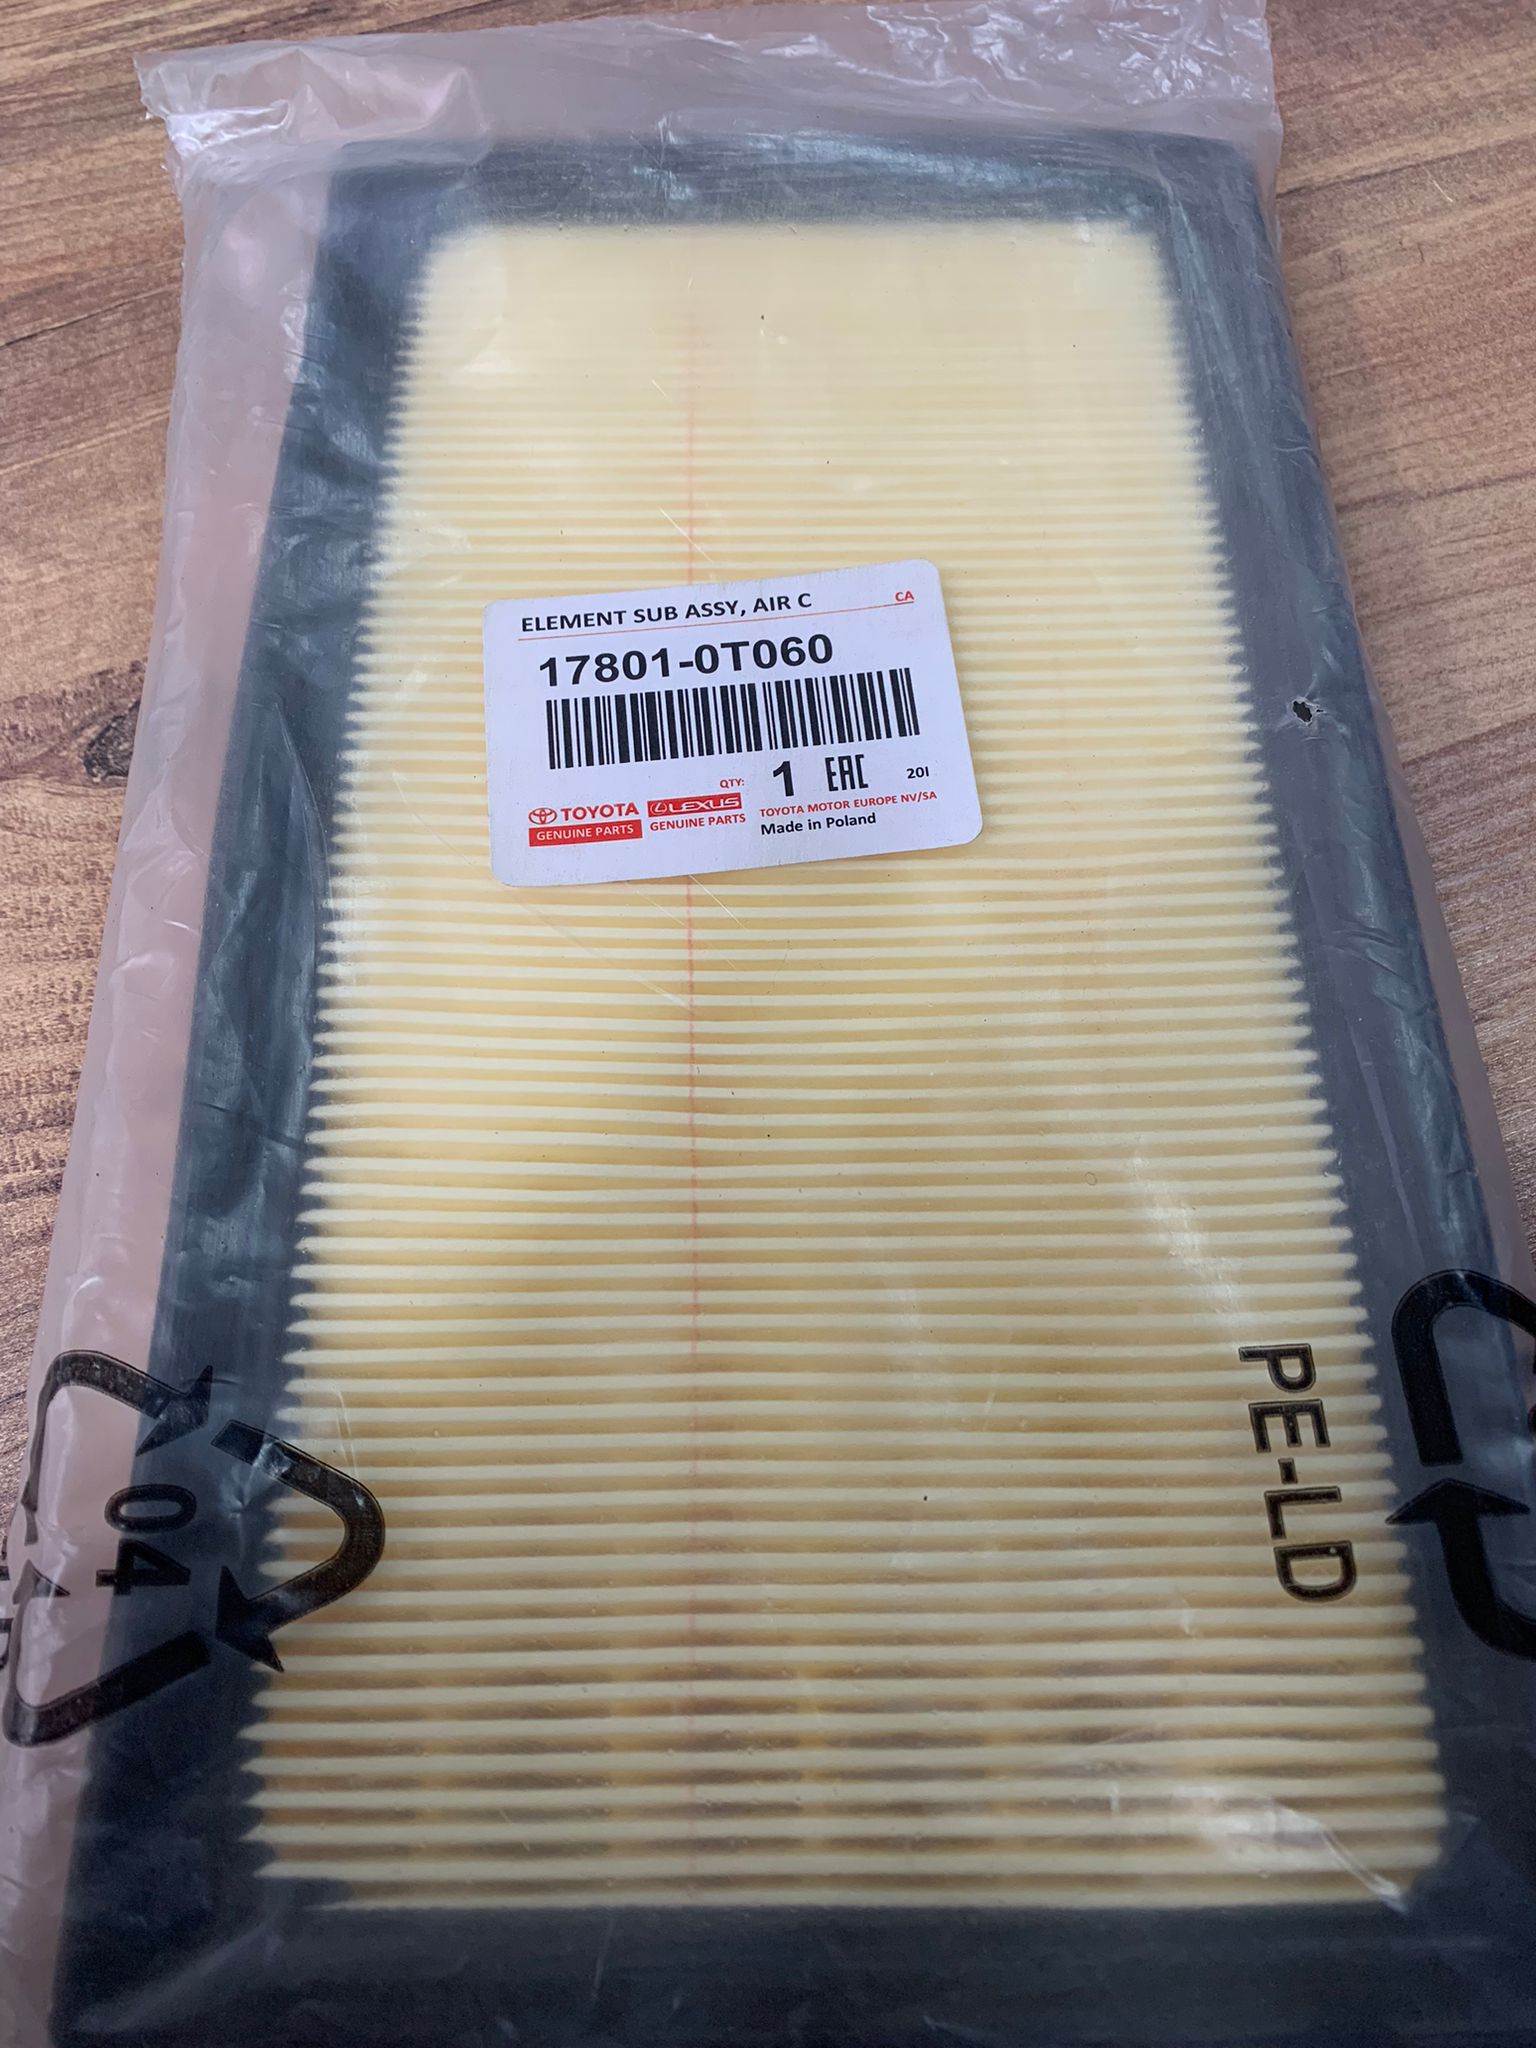 ELEMENT SUB ASSY, AIR C CA
17801-0T060
QTY: 1 EAC 20I
TOYOTA LEXUS TOYOTA MOTOR EUROPE NV/SA
GENUINE PARTS GENUINE PARTS Made in Poland
PE-LD
04